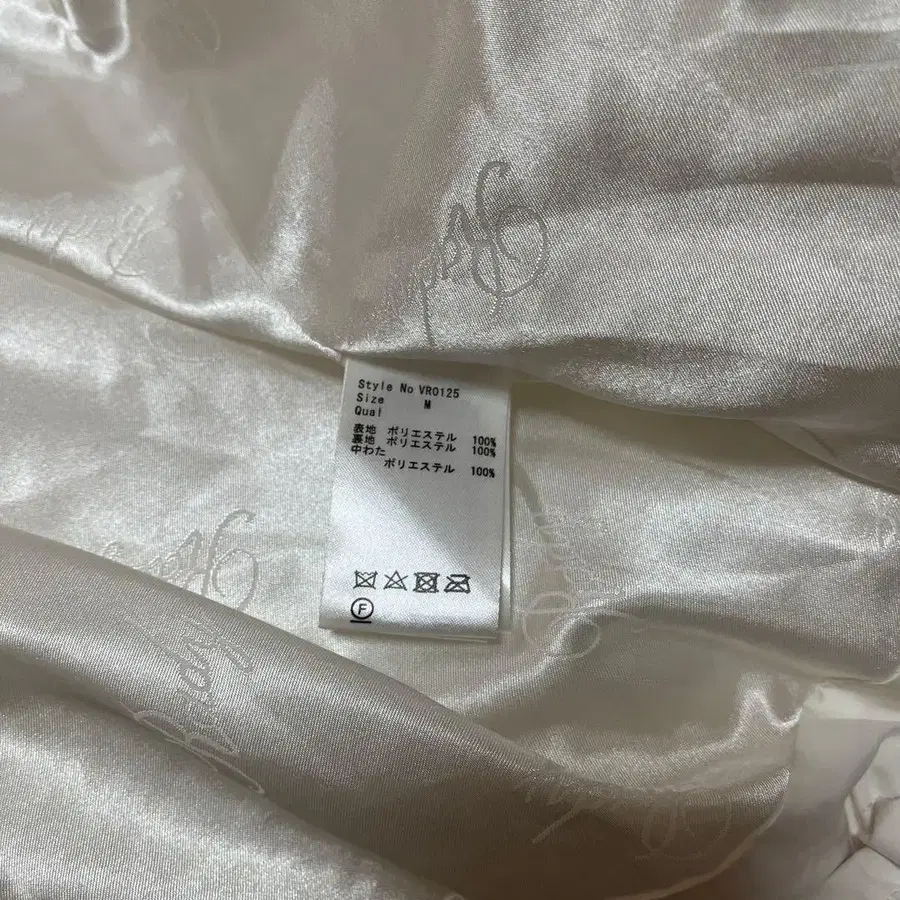 Style No VR0125
Size M
Qual
表地 ポリエステル 100%
裏地 ポリエステル 100%
中わた
ポリエステル 100%
F